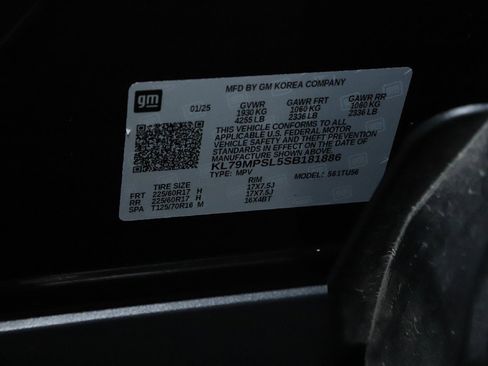 MFD BY GM KOREA COMPANY
gm 01/25 GVWR GAWR FRT GAWR RR
1930 KG 1060 KG 1060 KG
4255 LB 2336 LB 2336 LB
THIS VEHICLE CONFORMS TO ALL
APPLICABLE U.S. FEDERAL MOTOR
VEHICLE SAFETY AND THEFT PREVENTION
STANDARDS IN EFFECT ON THE DATE OF
MANUFACTURE SHOWN ABOVE.
KL79MPSL5SB181886
TYPE: MPV MODEL: 561TU56
TIRE SIZE RIM
FRT 225/60R17 H 17X7.5J
RR 225/60R17 H 17X7.5J
SPA T125/70R16 M 16X4BT